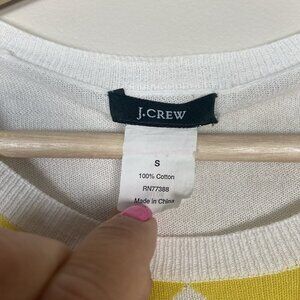 J.CREW
S
100% Cotton
RN77388
Made in China